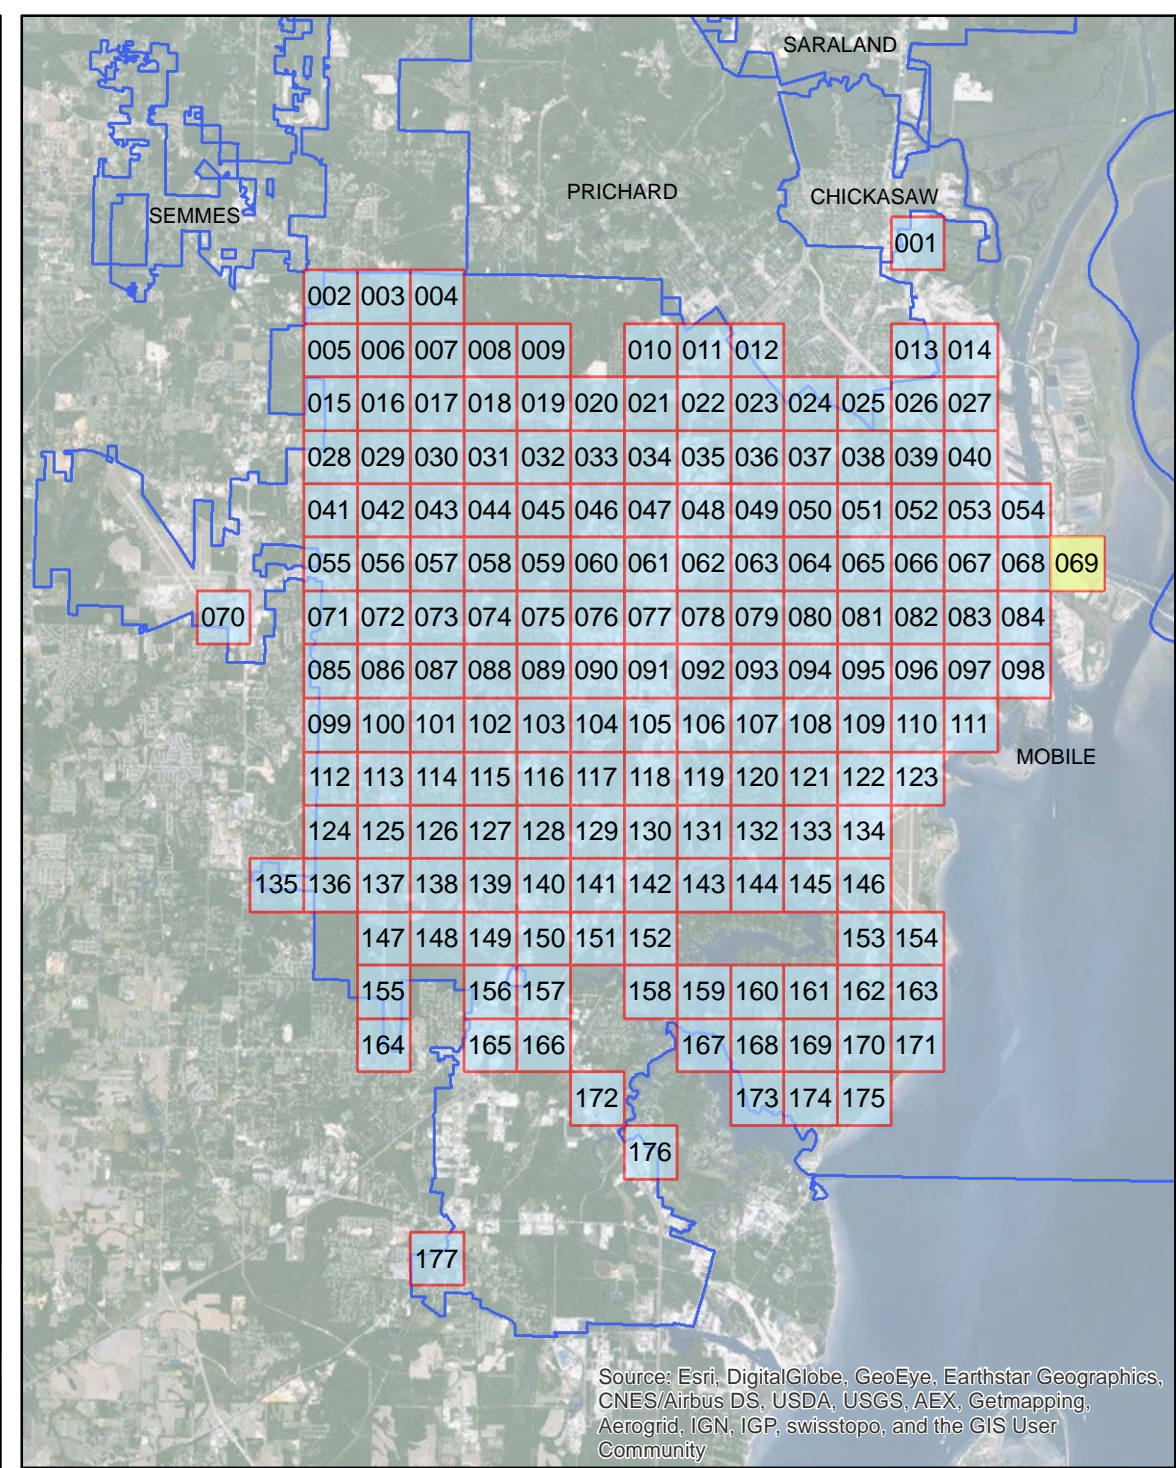 SARALAND
PRICHARD
CHICKASAW
SEMMES
001
002 003 004
005 006 007 008 009 010 011 012 013 014
015 016 017 018 019 020 021 022 023 024 025 026 027
028 029 030 031 032 033 034 035 036 037 038 039 040
041 042 043 044 045 046 047 048 049 050 051 052 053 054
055 056 057 058 059 060 061 062 063 064 065 066 067 068 069
070 071 072 073 074 075 076 077 078 079 080 081 082 083 084
085 086 087 088 089 090 091 092 093 094 095 096 097 098
099 100 101 102 103 104 105 106 107 108 109 110 111
MOBILE
112 113 114 115 116 117 118 119 120 121 122 123
124 125 126 127 128 129 130 131 132 133 134
135 136 137 138 139 140 141 142 143 144 145 146
147 148 149 150 151 152 153 154
155 156 157 158 159 160 161 162 163
164 165 166 167 168 169 170 171
172 173 174 175
176
177
Source: Esri, DigitalGlobe, GeoEye, Earthstar Geographics,
CNES/Airbus DS, USDA, USGS, AEX, Getmapping,
Aerogrid, IGN, IGP, swisstopo, and the GIS User
Community